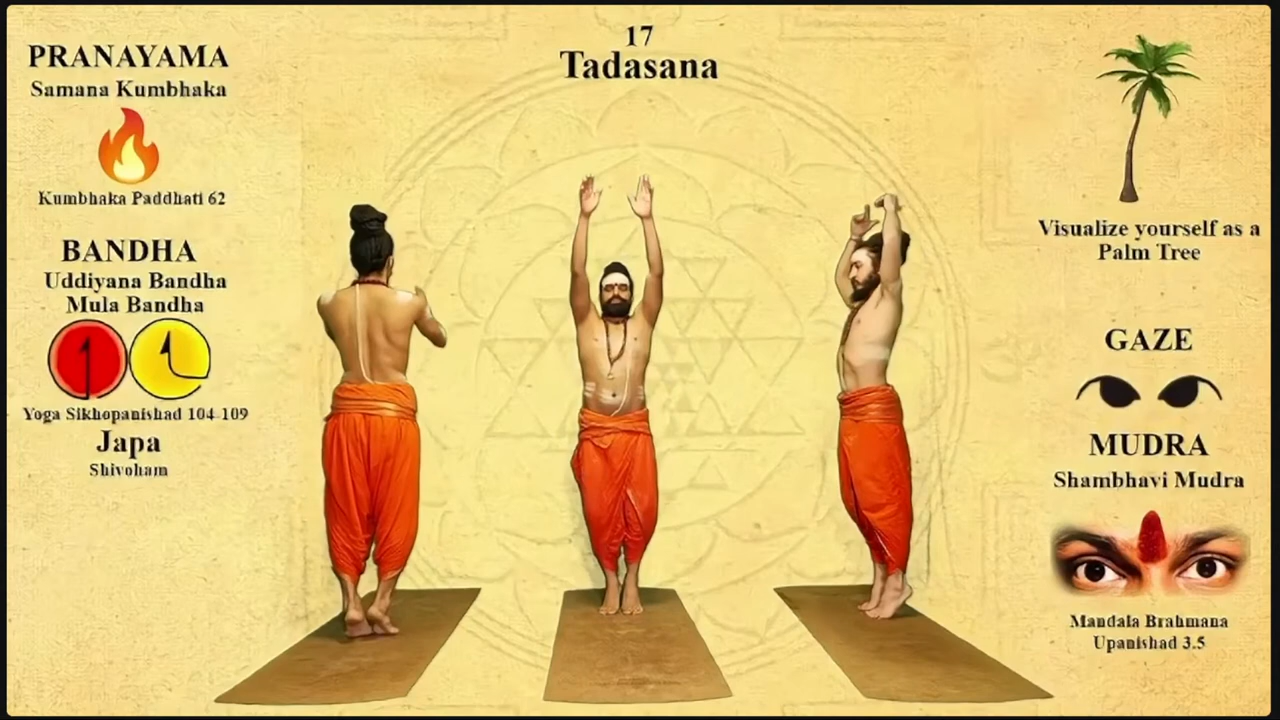 17
Tadasana
PRANAYAMA
Samana Kumbhaka
Kumbhaka Paddhati 62
BANDHA
Uddiyana Bandha
Mula Bandha
Yoga Sikhopanishad 104-109
Japa
Shivoham
Visualize yourself as a
Palm Tree
GAZE
MUDRA
Shambhavi Mudra
Mandala Brahmana
Upanishad 3.5